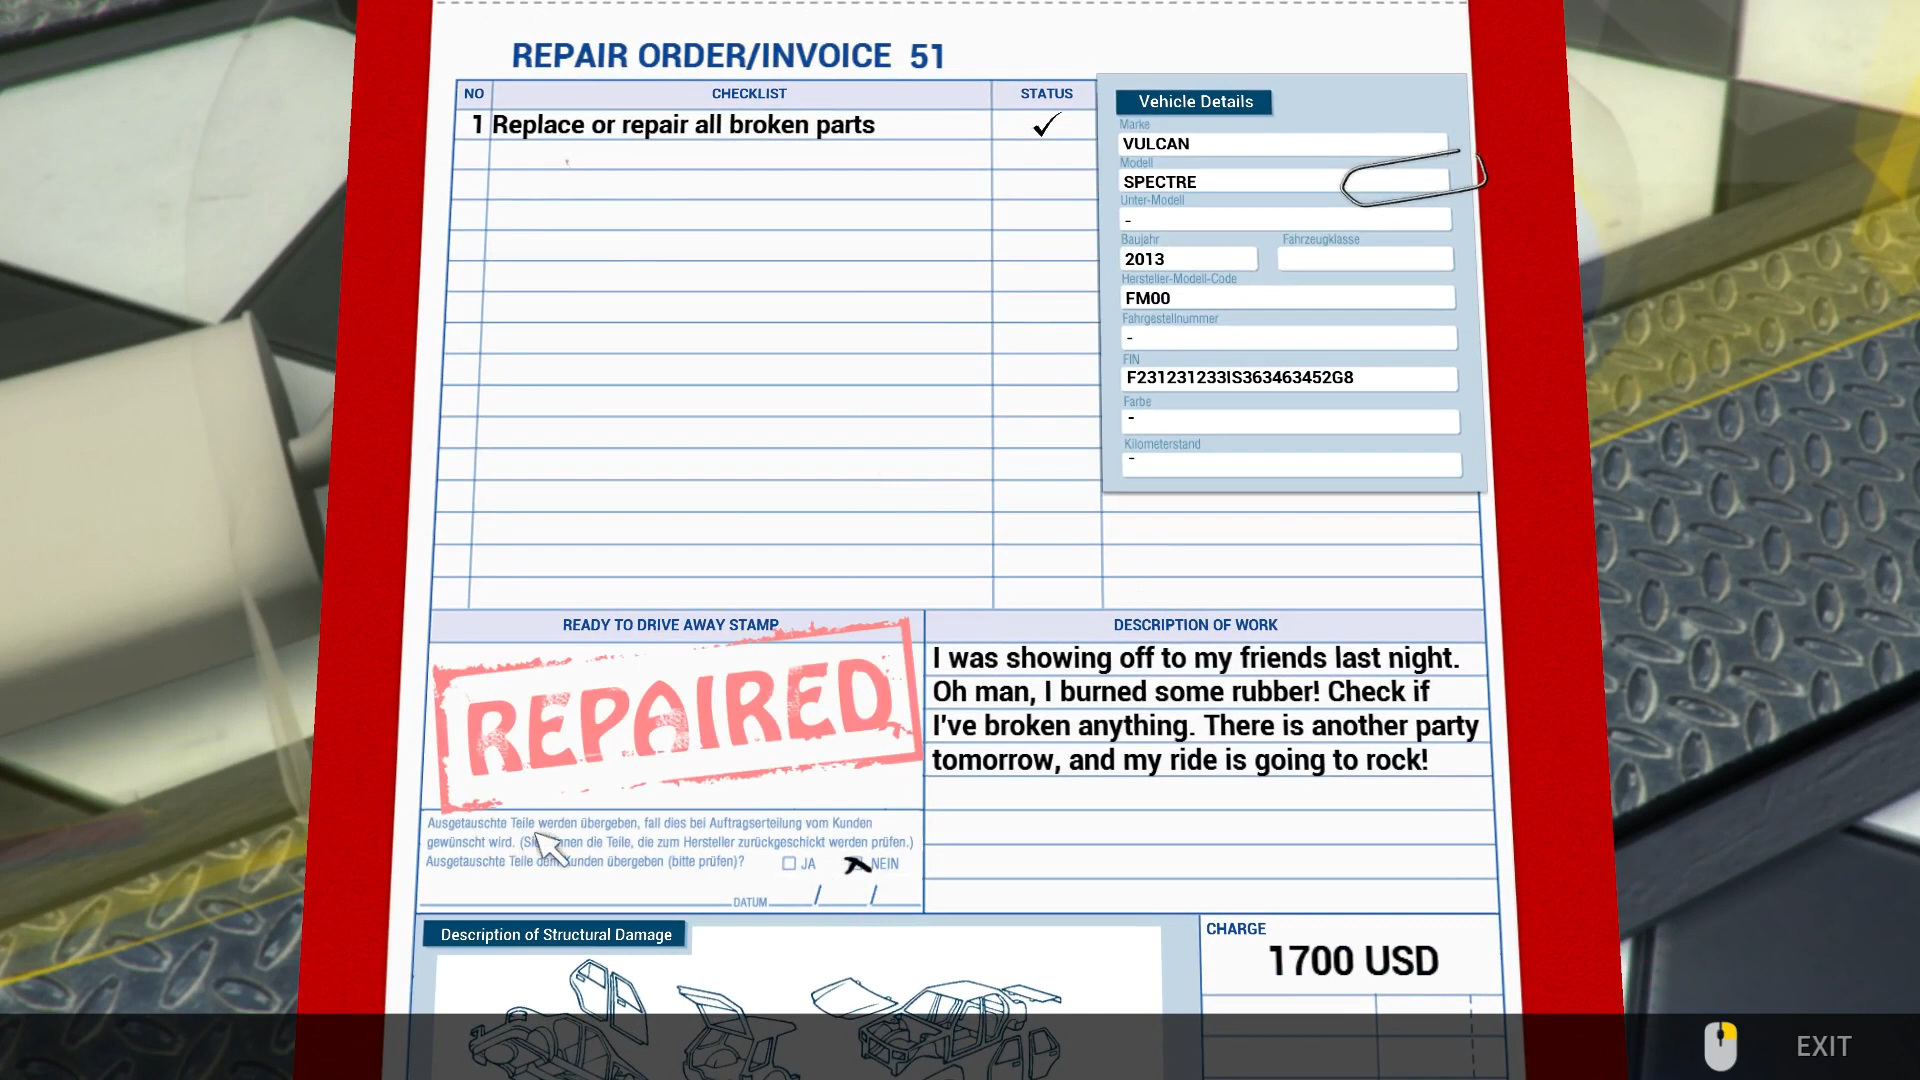 REPAIR ORDER/INVOICE 51
NO CHECKLIST STATUS
1 Replace or repair all broken parts
Vehicle Details
Marke
VULCAN
Modell
SPECTRE
Unter-Modell
-
Baujahr Fahrzeugklasse
2013
Hersteller-Modell-Code
FM00
Fahrgestellnummer
-
FIN
F231231233IS363463452G8
Farbe
-
Kilometerstand
-
READY TO DRIVE AWAY STAMP
REPAIRED
DESCRIPTION OF WORK
I was showing off to my friends last night.
Oh man, I burned some rubber! Check if
I've broken anything. There is another party
tomorrow, and my ride is going to rock!
Ausgetauschte Teile werden übergeben, fall dies bei Auftragserteilung vom Kunden
gewünscht wird. die Teile, die zum Hersteller zurückgeschickt werden prüfen.)
Ausgetauschte Teile dem Kunden übergeben (bitte prüfen)? JA NEIN
DATUM / /
Description of Structural Damage
CHARGE
1700 USD
EXIT